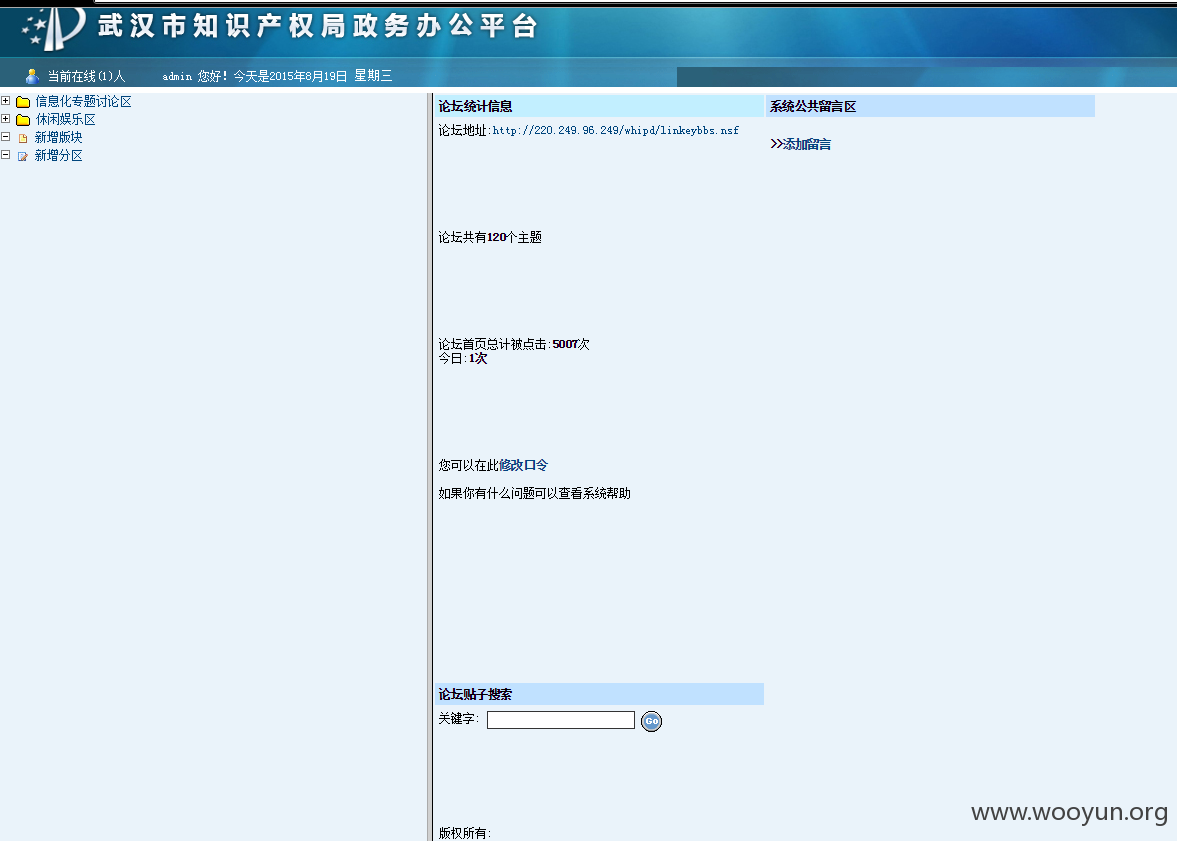 武汉市知识产权局政务办公平台
当前在线(1)人 admin 您好！今天是2015年8月19日 星期三
信息化专题讨论区
休闲娱乐区
新增版块
新增分区
论坛统计信息
论坛地址:http://220.249.96.249/whipd/linkeybbs.nsf
论坛共有120个主题
论坛首页总计被点击:5007次
今日:1次
您可以在此修改口令
如果你有什么问题可以查看系统帮助
论坛贴子搜索
关键字:
Go
版权所有:
系统公共留言区
>>添加留言
www.wooyun.org